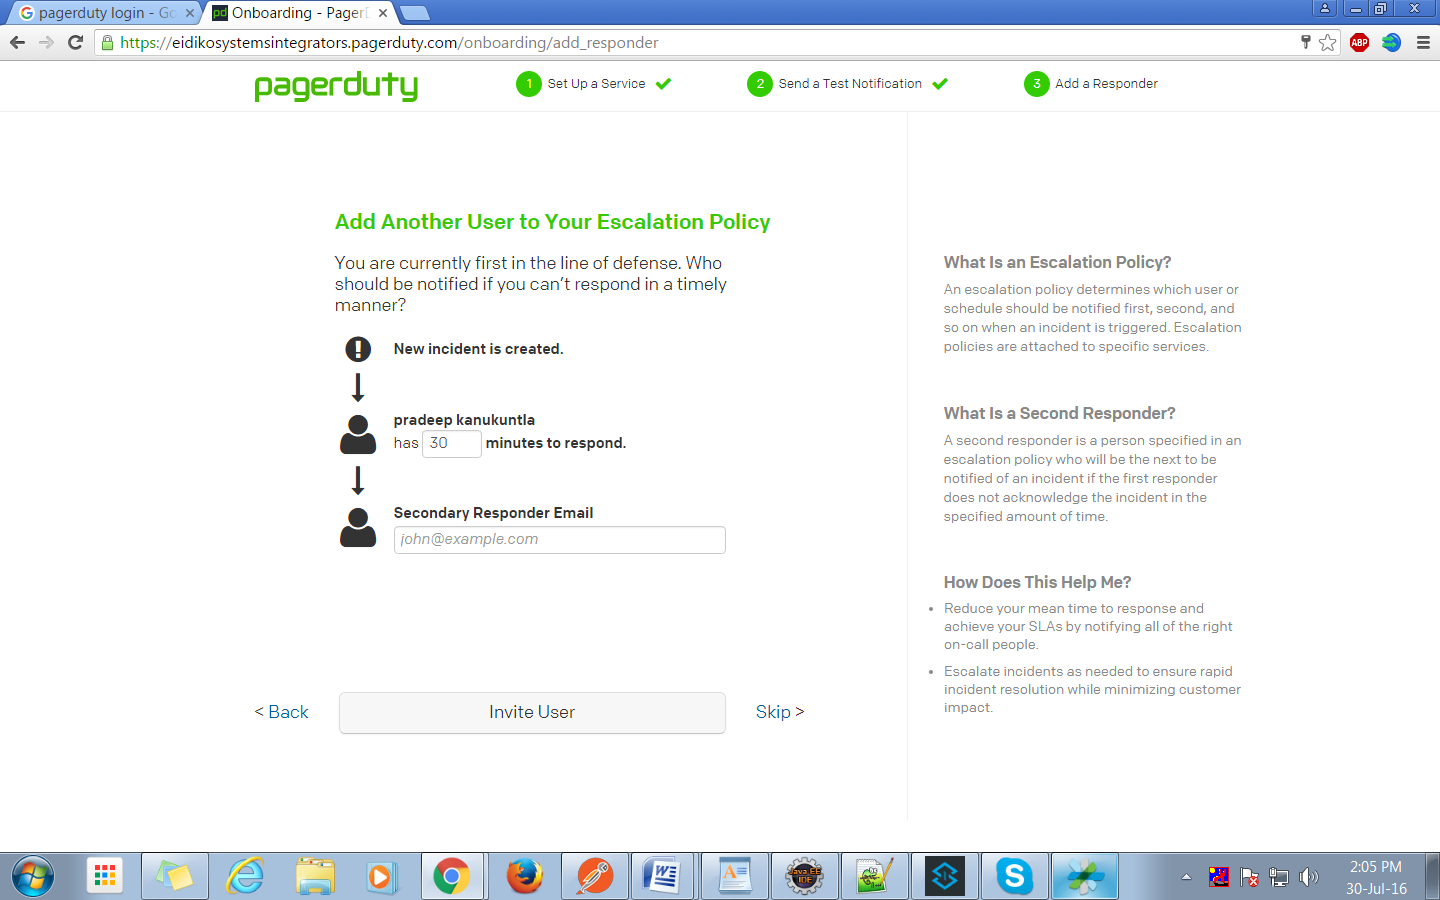 pagerduty login - Go
Onboarding - PagerD
https://eidikosystemsintegrators.pagerduty.com/onboarding/add_responder
ABP
pagerduty
1 Set Up a Service
2 Send a Test Notification
3 Add a Responder
Add Another User to Your Escalation Policy
You are currently first in the line of defense. Who
should be notified if you can't respond in a timely
manner?
New incident is created.
pradeep kanukuntla
has 30 minutes to respond.
Secondary Responder Email
john@example.com
< Back
Invite User
Skip >
What Is an Escalation Policy?
An escalation policy determines which user or
schedule should be notified first, second, and
so on when an incident is triggered. Escalation
policies are attached to specific services.
What Is a Second Responder?
A second responder is a person specified in an
escalation policy who will be the next to be
notified of an incident if the first responder
does not acknowledge the incident in the
specified amount of time.
How Does This Help Me?
• Reduce your mean time to response and
achieve your SLAs by notifying all of the right
on-call people.
• Escalate incidents as needed to ensure rapid
incident resolution while minimizing customer
impact.
Java EE
IDE
2:05 PM
30-Jul-16